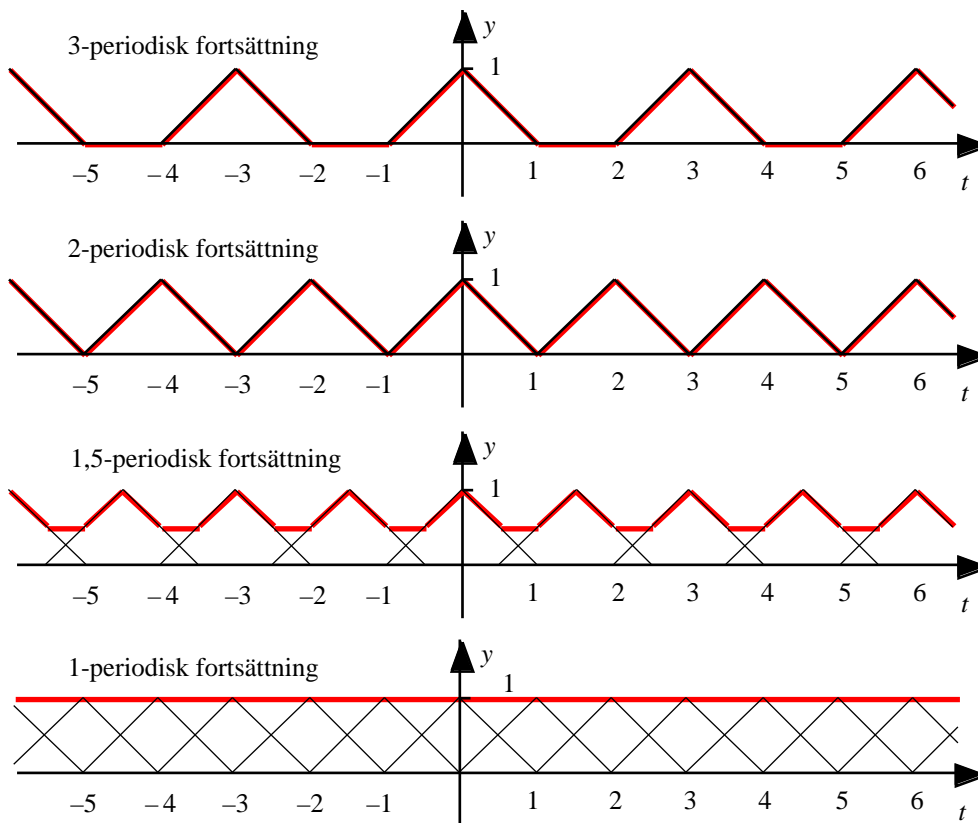 y
3-periodisk fortsättning
1
–5 –4 –3 –2 –1 1 2 3 4 5 6
t
y
2-periodisk fortsättning
1
–5 –4 –3 –2 –1 1 2 3 4 5 6
t
y
1,5-periodisk fortsättning
1
–5 –4 –3 –2 –1 1 2 3 4 5 6
t
y
1-periodisk fortsättning
1
–5 –4 –3 –2 –1 1 2 3 4 5 6
t